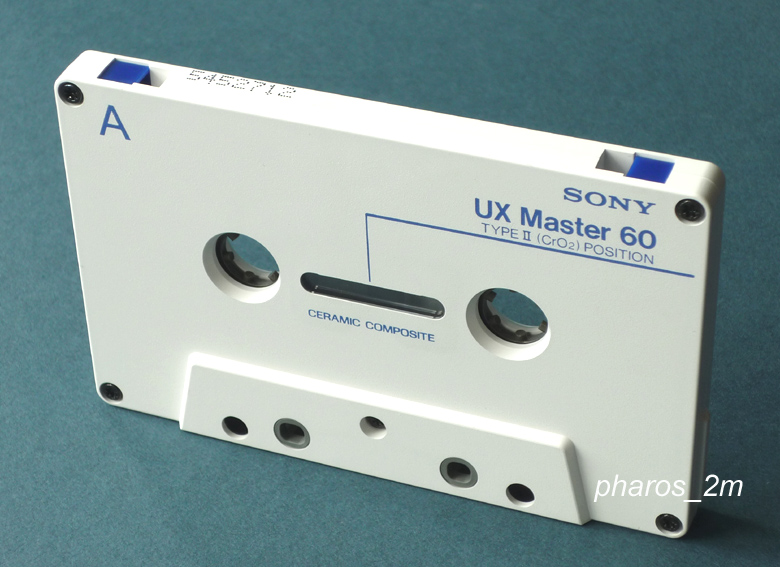 5452712
A
SONY
UX Master 60
TYPE II (CrO2) POSITION
CERAMIC COMPOSITE
pharos_2m